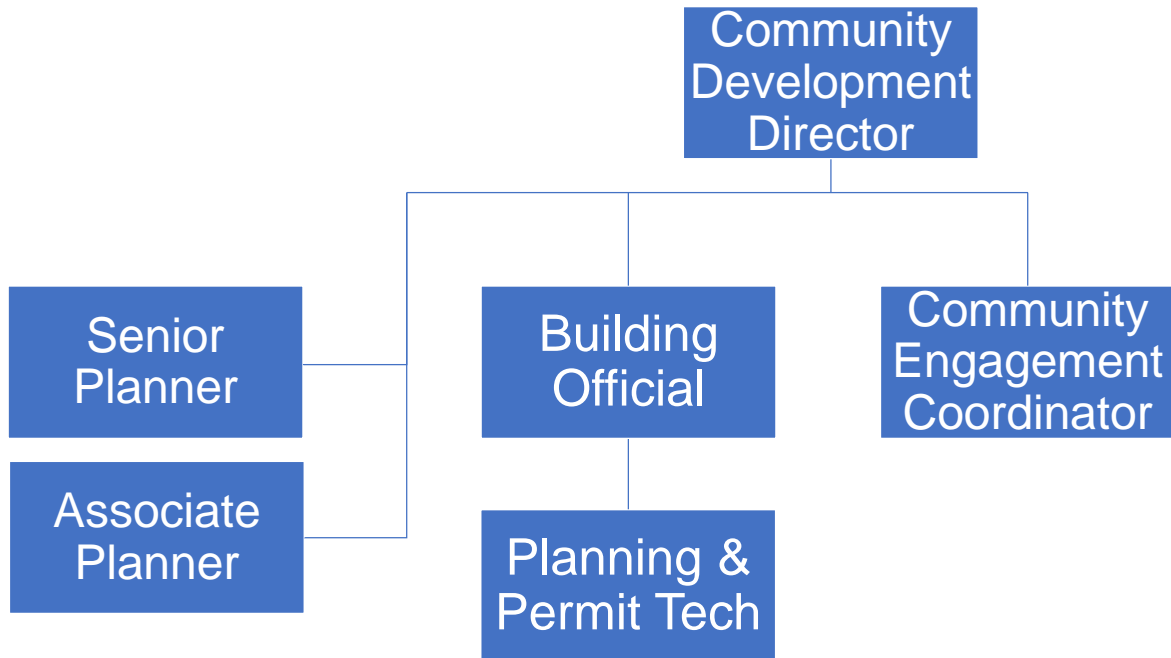 Community
Development
Director
Senior
Planner
Building
Official
Community
Engagement
Coordinator
Associate
Planner
Planning &
Permit Tech